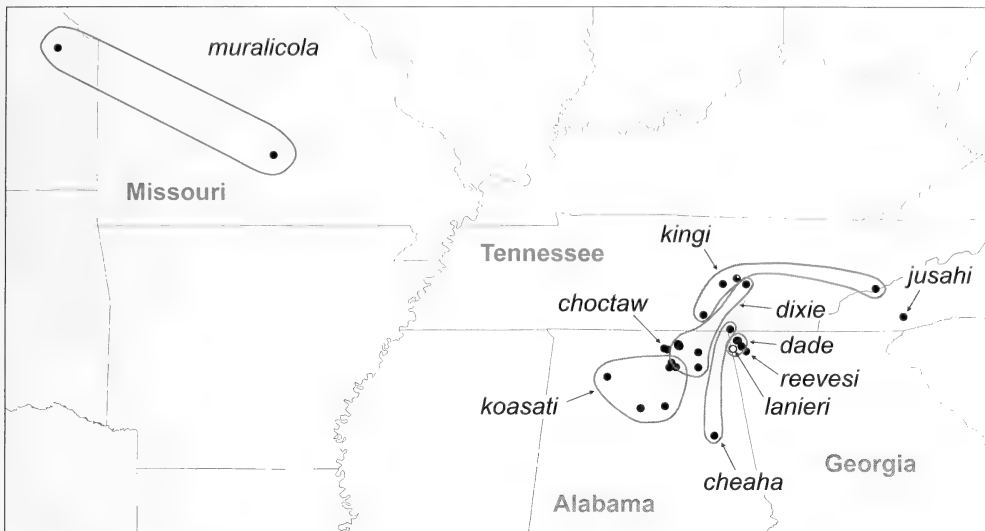 muralicola
Missouri
kingi
Tennessee
jusahi
choctaw
dixie
dade
reevesi
koasati
lanieri
Georgia
cheaha
Alabama